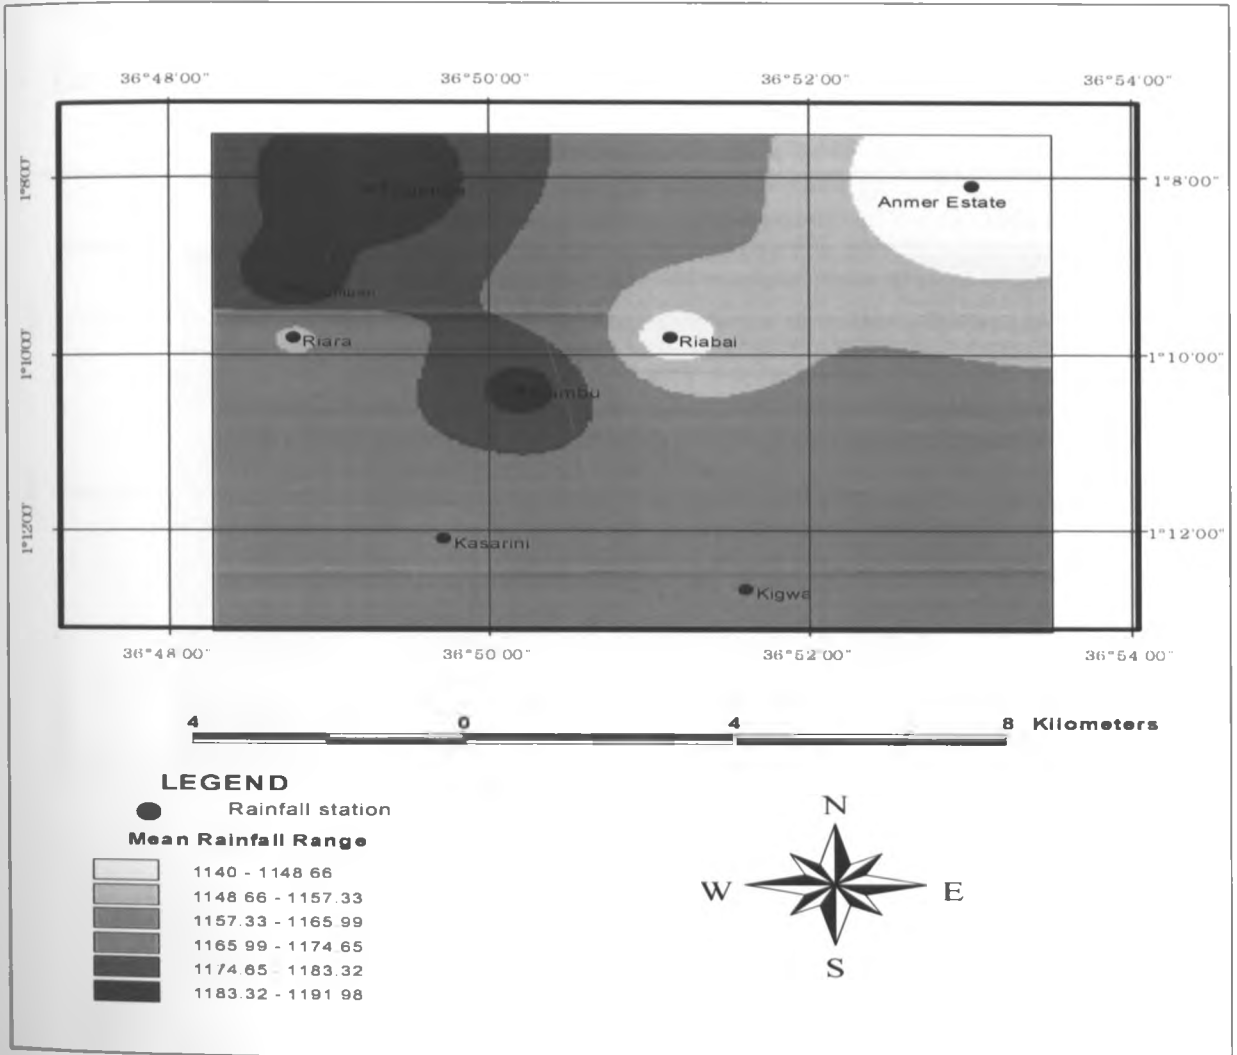 36°48'00" 36°50'00" 36°52'00" 36°54'00"
1°8'00" 1°8'00"
Anmer Estate
Riara
Riabai
1°10'00" 1°10'00"
1°12'00" 1°12'00"
Kasarini
Kigwa
36°48 00" 36°50 00" 36°52'00" 36°54 00"
4 0 4 8 Kilometers
LEGEND
Rainfall station
Mean Rainfall Range
1140 - 1148 66
1148 66 - 1157.33
1157.33 - 1165.99
1165 99 - 1174 65
1174.65 - 1183.32
1183.32 - 1191 98
N
W E
S